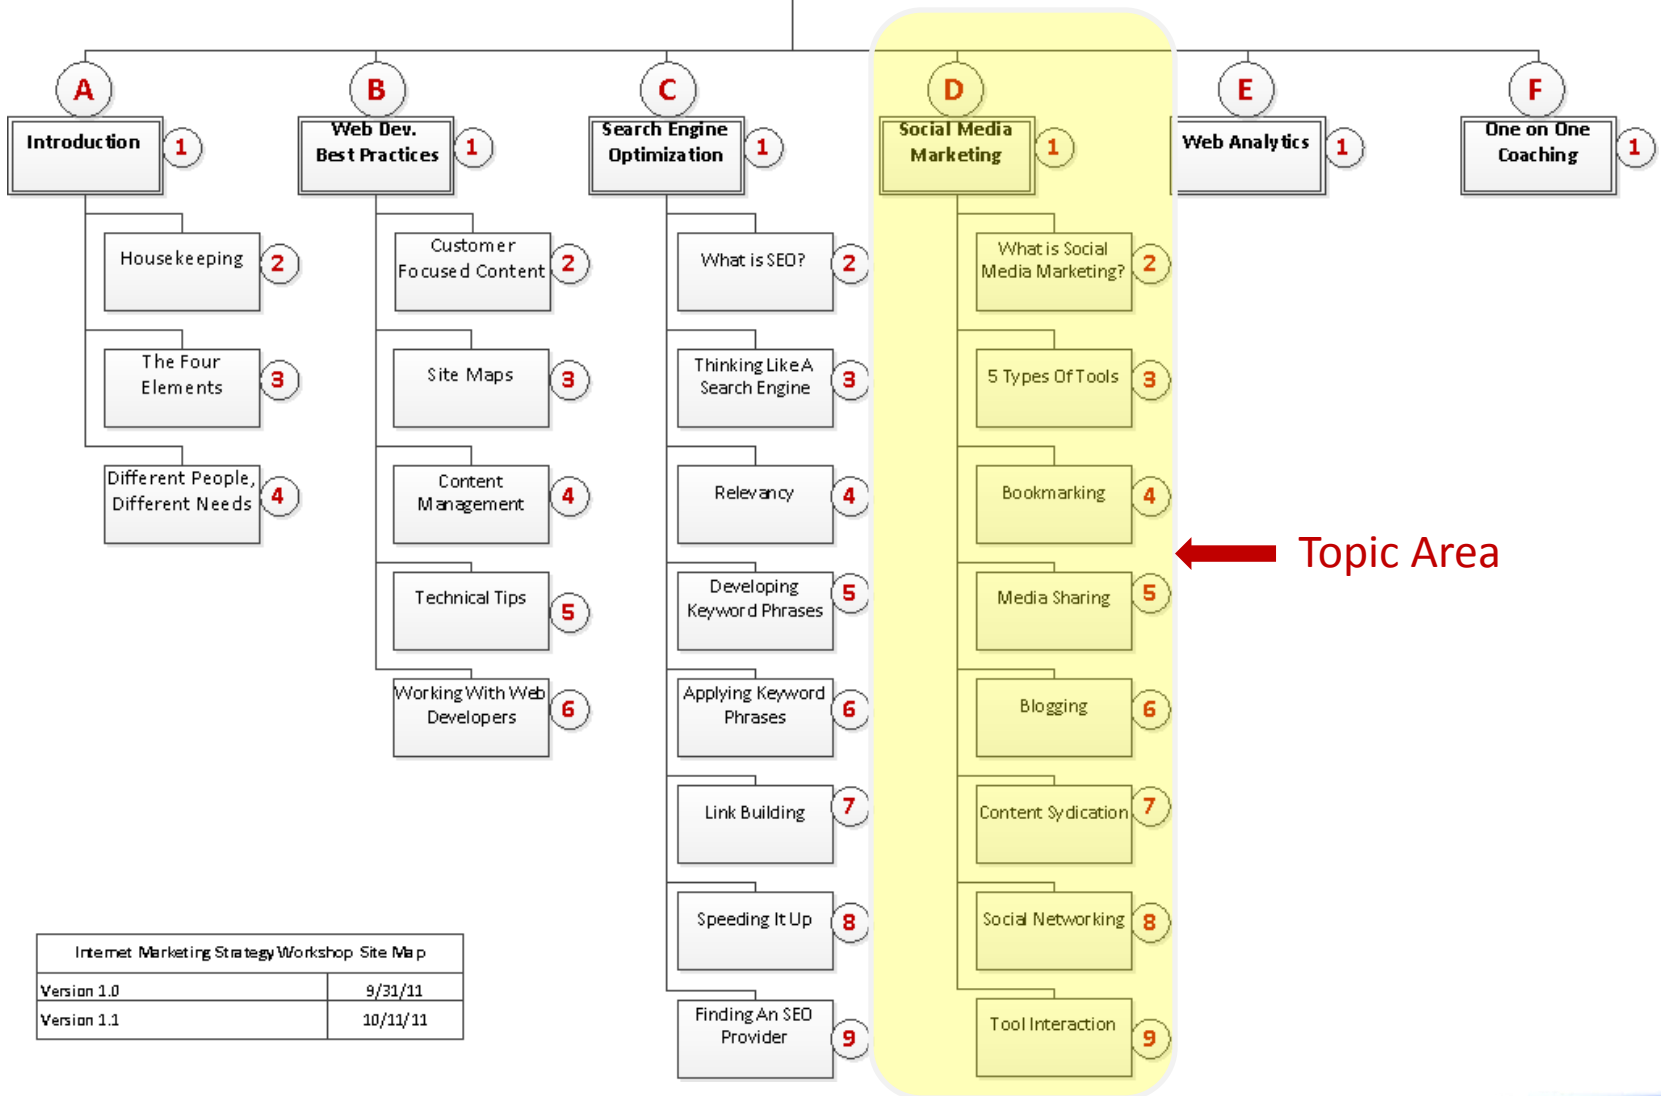 A
Introduction
1
Housekeeping
2
The Four
Elements
3
Different People,
Different Needs
4
B
Web Dev.
Best Practices
1
Customer
Focused Content
2
Site Maps
3
Content
Management
4
Technical Tips
5
Working With Web
Developers
6
C
Search Engine
Optimization
1
What is SEO?
2
Thinking Like A
Search Engine
3
Relevancy
4
Developing
Keyword Phrases
5
Applying Keyword
Phrases
6
Link Building
7
Speeding It Up
8
Finding An SEO
Provider
9
D
Social Media
Marketing
1
What is Social
Media Marketing?
2
5 Types Of Tools
3
Bookmarking
4
Media Sharing
5
Blogging
6
Content Sydication
7
Social Networking
8
Tool Interaction
9
E
Web Analytics
1
F
One on One
Coaching
1
Topic Area
Internet Marketing Strategy Workshop Site Map
Version 1.0 9/31/11
Version 1.1 10/11/11